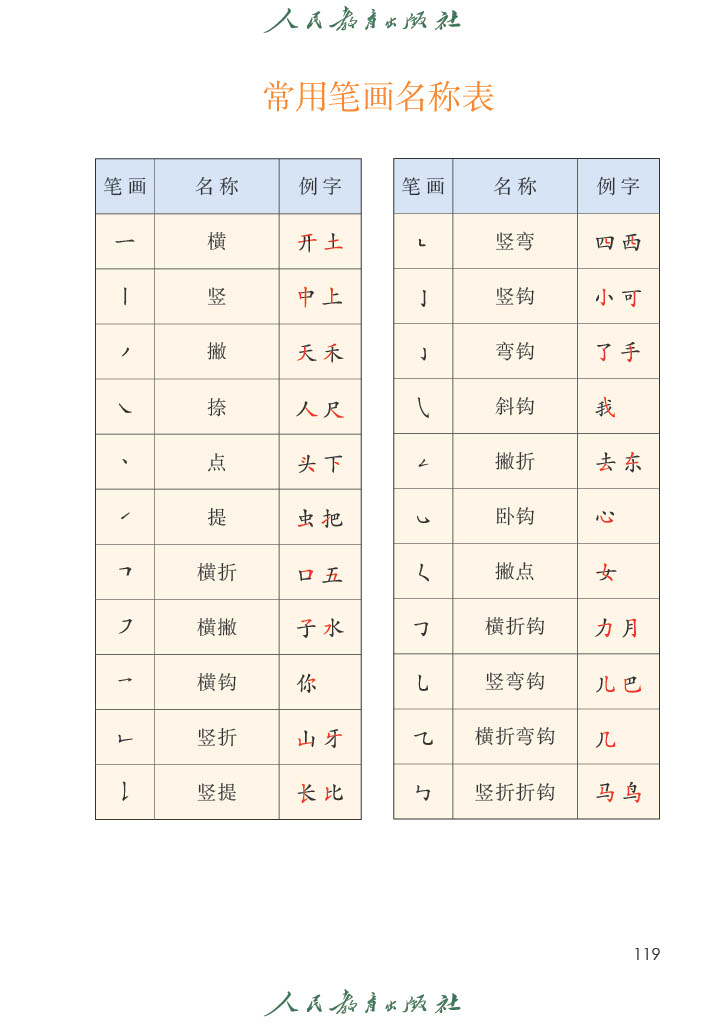 人民教育出版社
常用笔画名称表
笔画 名称 例字
㇐ 横 开 土
㇑ 竖 中 上
㇒ 撇 天 禾
㇏ 捺 人 尺
㇔ 点 头 下
㇀ 提 虫 把
㇕ 横折 口 五
㇇ 横撇 子 水
㇖ 横钩 你
㇗ 竖折 山 牙
㇙ 竖提 长 比
笔画 名称 例字
㇄ 竖弯 四 西
㇚ 竖钩 小 可
㇁ 弯钩 了 手
㇂ 斜钩 我
㇜ 撇折 去 东
㇃ 卧钩 心
㇛ 撇点 女
㇆ 横折钩 力 月
㇟ 竖弯钩 儿 巴
㇈ 横折弯钩 几
㇉ 竖折折钩 马 鸟
119
人民教育出版社